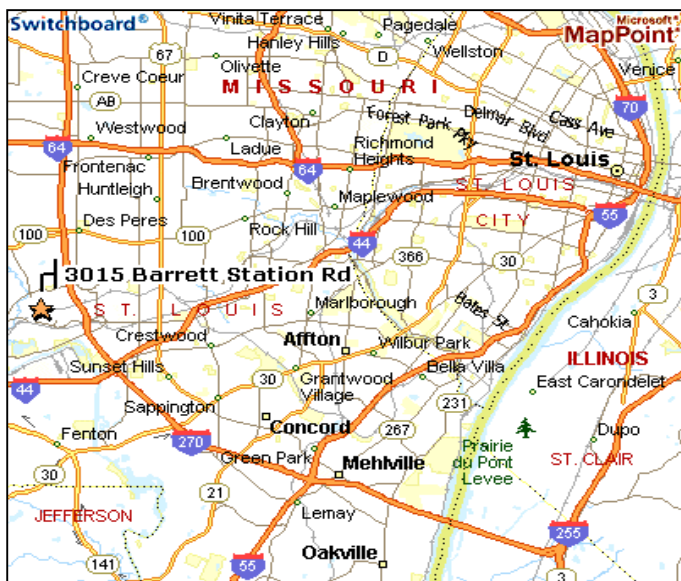 Switchboard®
Microsoft®
MapPoint®
Vinita Terrace
Pagedale
67
Hanley Hills
D
Wellston
Olivette
Venice
Creve Coeur
MISSOURI
AB
70
Clayton
Forest Park Pky
Delmar Blvd
Cass Ave
Westwood
64
Ladue
Richmond
Heights
St. Louis
Frontenac
64
Huntleigh
Brentwood
Maplewood
ST. LOUIS
CITY
55
Des Peres
100
100
Rock Hill
44
366
30
3015 Barrett Station Rd
3
ST. LOUIS
Marlborough
Bates St
Cahokia
Crestwood
Affton
Wilbur Park
ILLINOIS
Sunset Hills
44
30
Grantwood
Village
Bella Villa
East Carondelet
Sappington
231
Concord
267
Fenton
270
Green Park
Mehlville
Prairie
du Pont
Levee
Dupo
ST. CLAIR
30
21
JEFFERSON
Lemay
255
141
55
Oakville
3